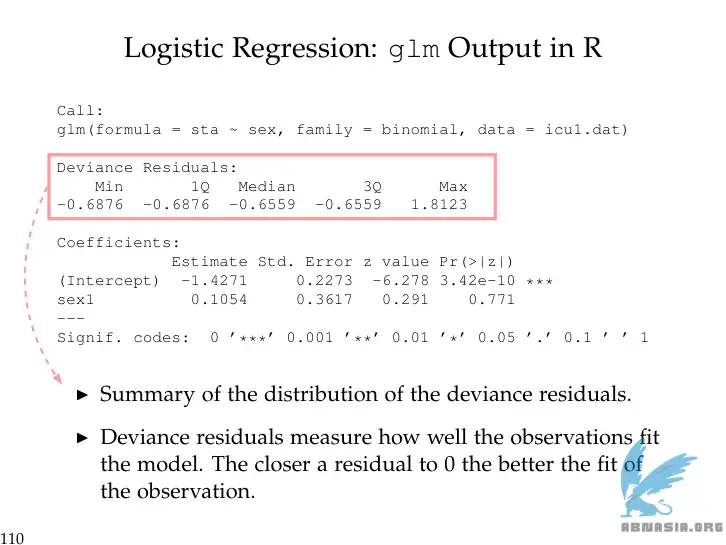 Logistic Regression: glm Output in R
Call:
glm(formula = sta ~ sex, family = binomial, data = icu1.dat)
Deviance Residuals:
Min 1Q Median 3Q Max
-0.6876 -0.6876 -0.6559 -0.6559 1.8123
Coefficients:
Estimate Std. Error z value Pr(>|z|)
(Intercept) -1.4271 0.2273 -6.278 3.42e-10 ***
sex1 0.1054 0.3617 0.291 0.771
---
Signif. codes: 0 '***' 0.001 '**' 0.01 '*' 0.05 '.' 0.1 ' ' 1
▶ Summary of the distribution of the deviance residuals.
▶ Deviance residuals measure how well the observations fit
the model. The closer a residual to 0 the better the fit of
the observation.
ABNASIA.ORG
110